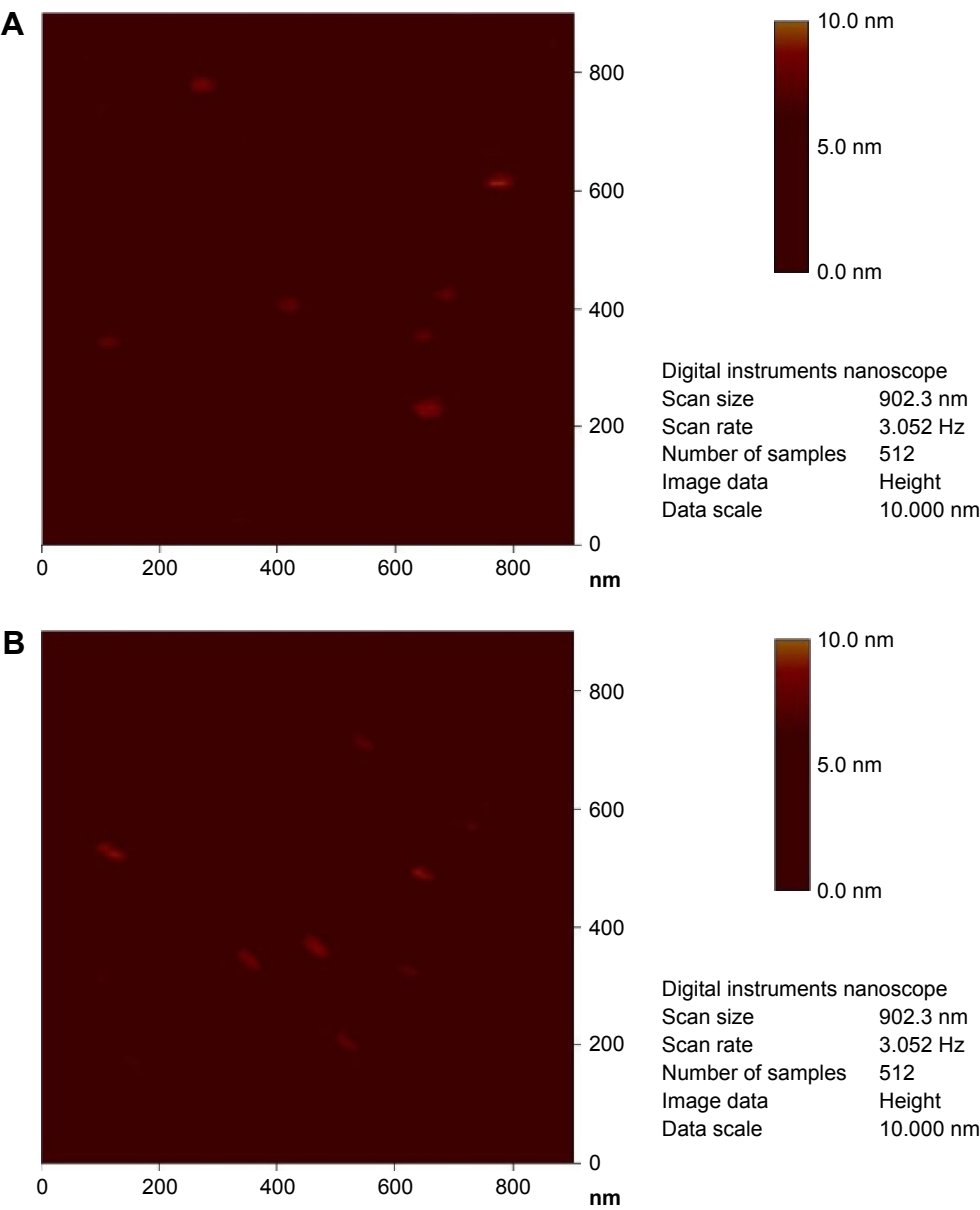 A
10.0 nm
800
5.0 nm
600
0.0 nm
400
Digital instruments nanoscope
Scan size 902.3 nm
Scan rate 3.052 Hz
200
Number of samples 512
Image data Height
Data scale 10.000 nm
0
0 200 400 600 800
nm
B
10.0 nm
800
5.0 nm
600
0.0 nm
400
Digital instruments nanoscope
Scan size 902.3 nm
Scan rate 3.052 Hz
200
Number of samples 512
Image data Height
Data scale 10.000 nm
0
0 200 400 600 800
nm